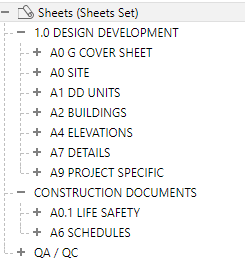 Sheets (Sheets Set)
1.0 DESIGN DEVELOPMENT
A0 G COVER SHEET
A0 SITE
A1 DD UNITS
A2 BUILDINGS
A4 ELEVATIONS
A7 DETAILS
A9 PROJECT SPECIFIC
CONSTRUCTION DOCUMENTS
A0.1 LIFE SAFETY
A6 SCHEDULES
QA / QC